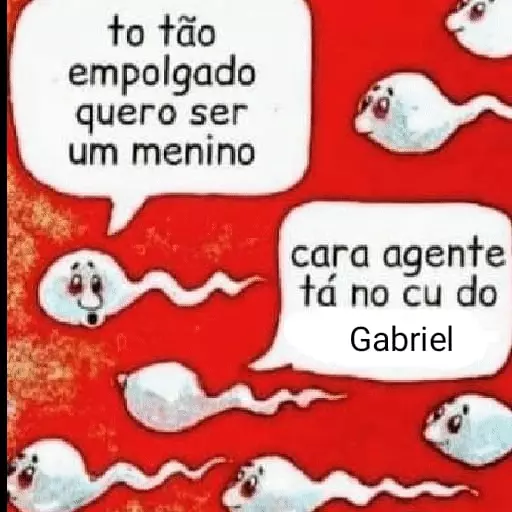 to tão
empolgado
quero ser
um menino
cara agente
tá no cu do
Gabriel